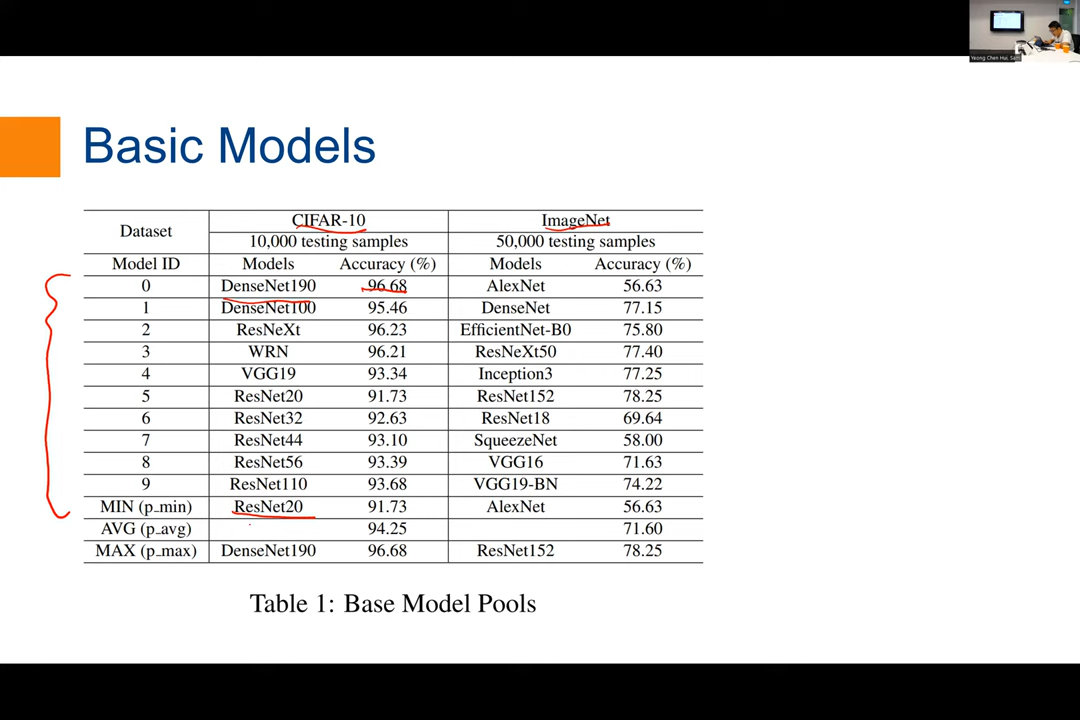 Yeong Chen Hui, Sam
Basic Models
Dataset CIFAR-10 ImageNet
10,000 testing samples 50,000 testing samples
Model ID Models Accuracy (%) Models Accuracy (%)
0 DenseNet190 96.68 AlexNet 56.63
1 DenseNet100 95.46 DenseNet 77.15
2 ResNeXt 96.23 EfficientNet-B0 75.80
3 WRN 96.21 ResNeXt50 77.40
4 VGG19 93.34 Inception3 77.25
5 ResNet20 91.73 ResNet152 78.25
6 ResNet32 92.63 ResNet18 69.64
7 ResNet44 93.10 SqueezeNet 58.00
8 ResNet56 93.39 VGG16 71.63
9 ResNet110 93.68 VGG19-BN 74.22
MIN (p_min) ResNet20 91.73 AlexNet 56.63
AVG (p_avg) 94.25 71.60
MAX (p_max) DenseNet190 96.68 ResNet152 78.25
Table 1: Base Model Pools